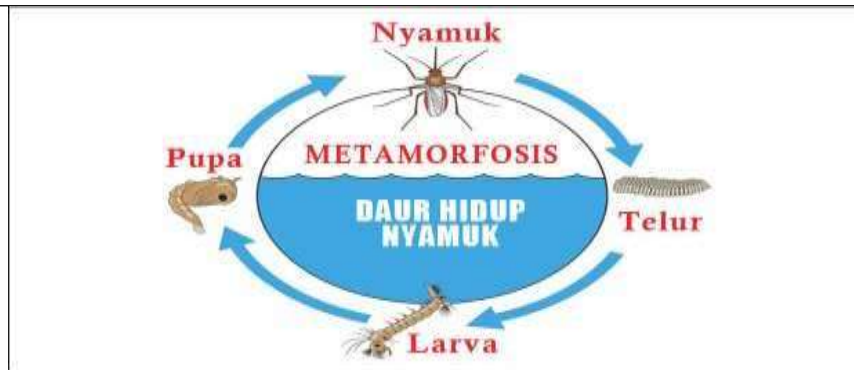 Nyamuk
Pupa
METAMORFOSIS
DAUR HIDUP
NYAMUK
Telur
Larva